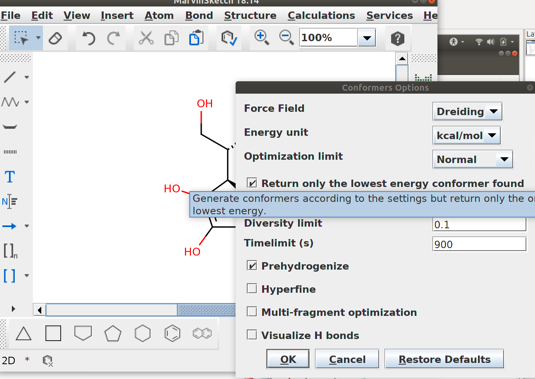 MarvinSketch 18.14
File Edit View Insert Atom Bond Structure Calculations Services He
100%
La
Conformers Options
Force Field Dreiding
Energy unit kcal/mol
Optimization limit Normal
Return only the lowest energy conformer found
Generate conformers according to the settings but return only the o
lowest energy.
Diversity limit 0.1
Timelimit (s) 900
Prehydrogenize
Hyperfine
Multi-fragment optimization
Visualize H bonds
OK Cancel Restore Defaults
OH
HO
HO
T
N
[]n
[ ]
2D *